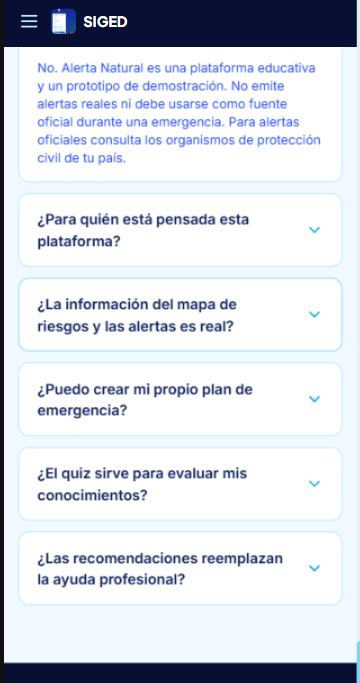 SIGED
No. Alerta Natural es una plataforma educativa
y un prototipo de demostración. No emite
alertas reales ni debe usarse como fuente
oficial durante una emergencia. Para alertas
oficiales consulta los organismos de protección
civil de tu país.
¿Para quién está pensada esta
plataforma?
¿La información del mapa de
riesgos y las alertas es real?
¿Puedo crear mi propio plan de
emergencia?
¿El quiz sirve para evaluar mis
conocimientos?
¿Las recomendaciones reemplazan
la ayuda profesional?